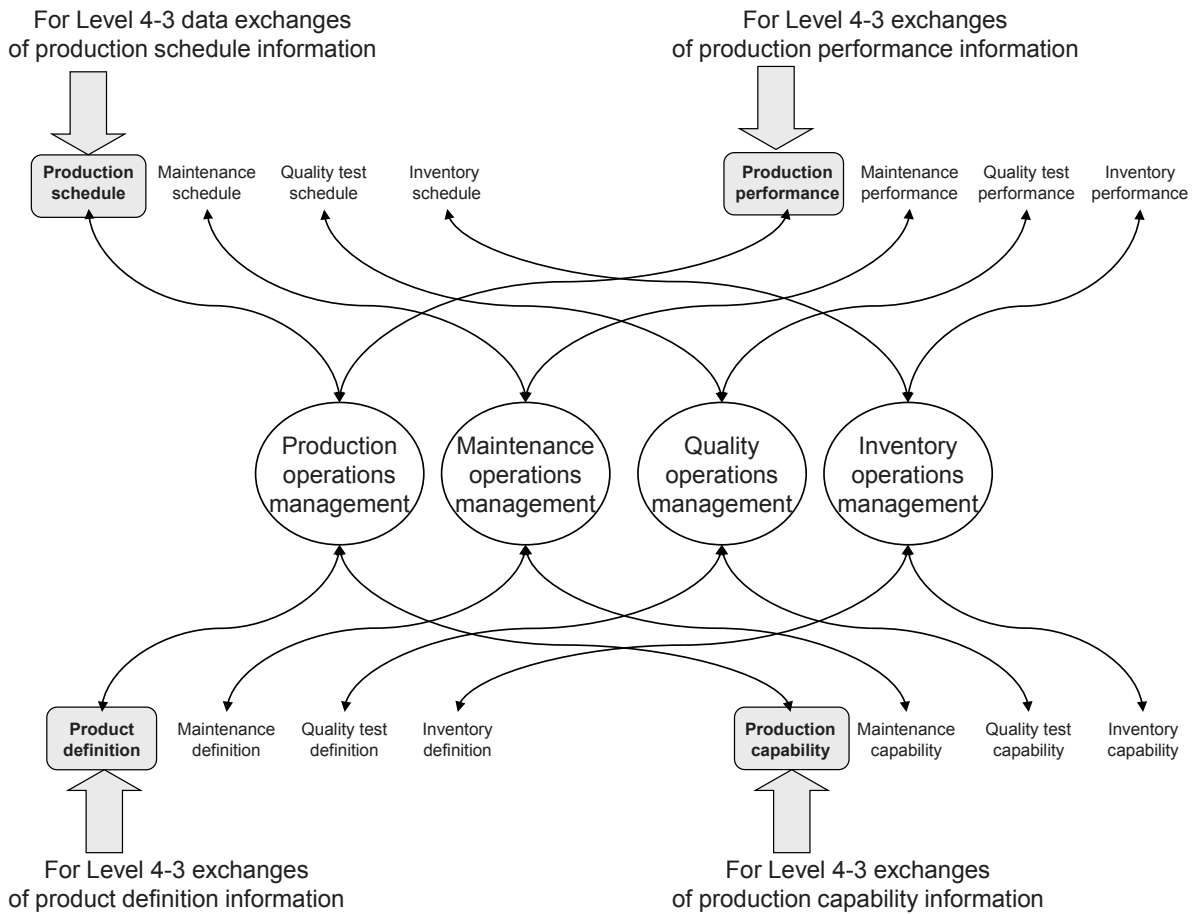 For Level 4-3 data exchanges
of production schedule information
For Level 4-3 exchanges
of production performance information
Production
schedule
Maintenance
schedule
Quality test
schedule
Inventory
schedule
Production
performance
Maintenance
performance
Quality test
performance
Inventory
performance
Production
operations
management
Maintenance
operations
management
Quality
operations
management
Inventory
operations
management
Product
definition
Maintenance
definition
Quality test
definition
Inventory
definition
Production
capability
Maintenance
capability
Quality test
capability
Inventory
capability
For Level 4-3 exchanges
of product definition information
For Level 4-3 exchanges
of production capability information